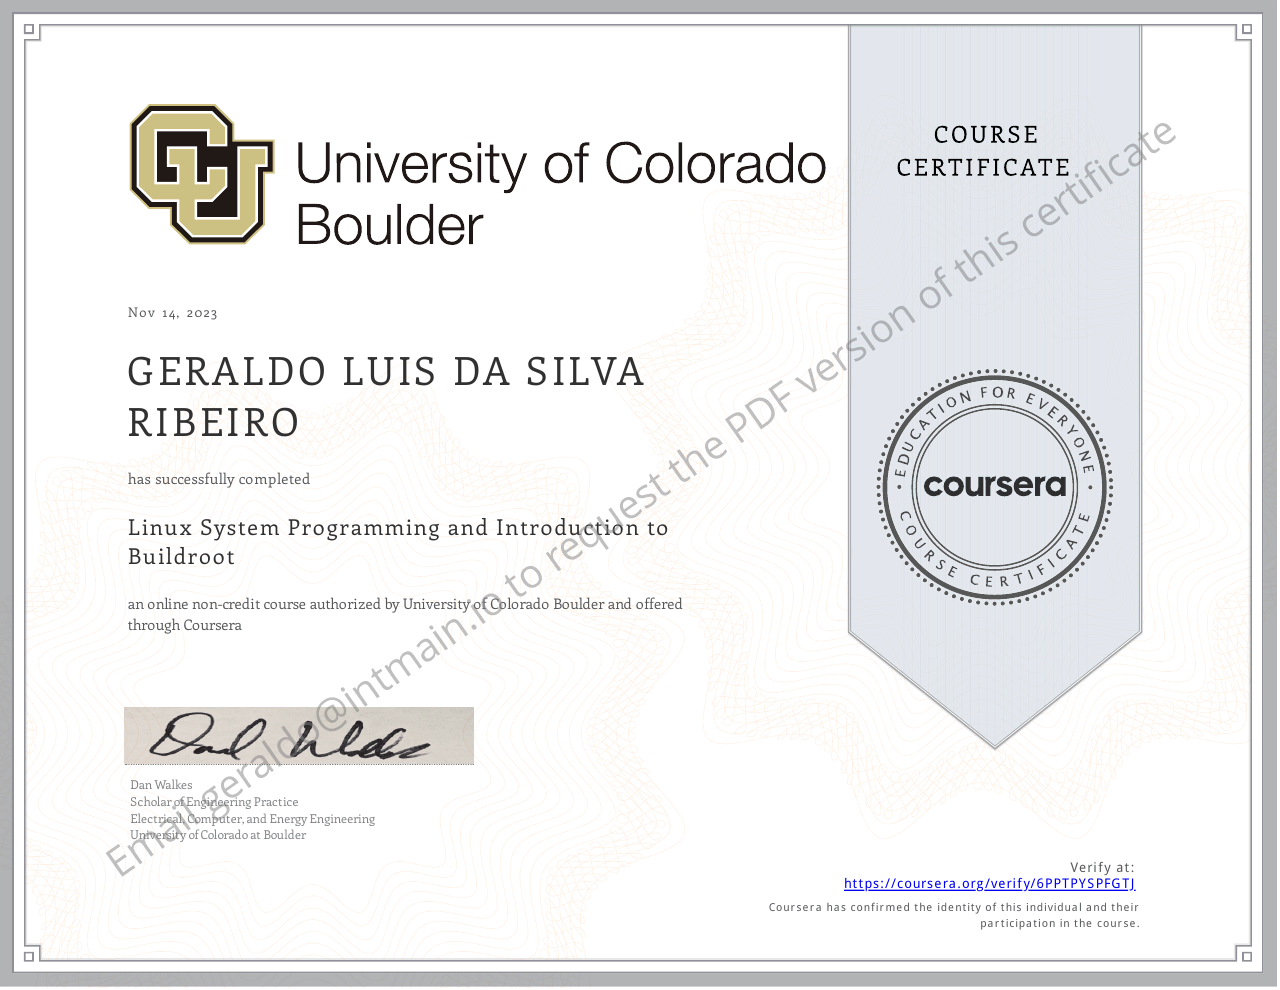 University of Colorado
Boulder
COURSE
CERTIFICATE
Nov 14, 2023
GERALDO LUIS DA SILVA
RIBEIRO
has successfully completed
Linux System Programming and Introduction to
Buildroot
an online non-credit course authorized by University of Colorado Boulder and offered
through Coursera
EDUCATION FOR EVERYONE
coursera
COURSE CERTIFICATE
Dan Walkes
Scholar of Engineering Practice
Electrical, Computer, and Energy Engineering
University of Colorado at Boulder
Verify at:
https://coursera.org/verify/6PPTPYSPFGTJ
Coursera has confirmed the identity of this individual and their
participation in the course.
Email geraldo@intmain.io to request the PDF version of this certificate